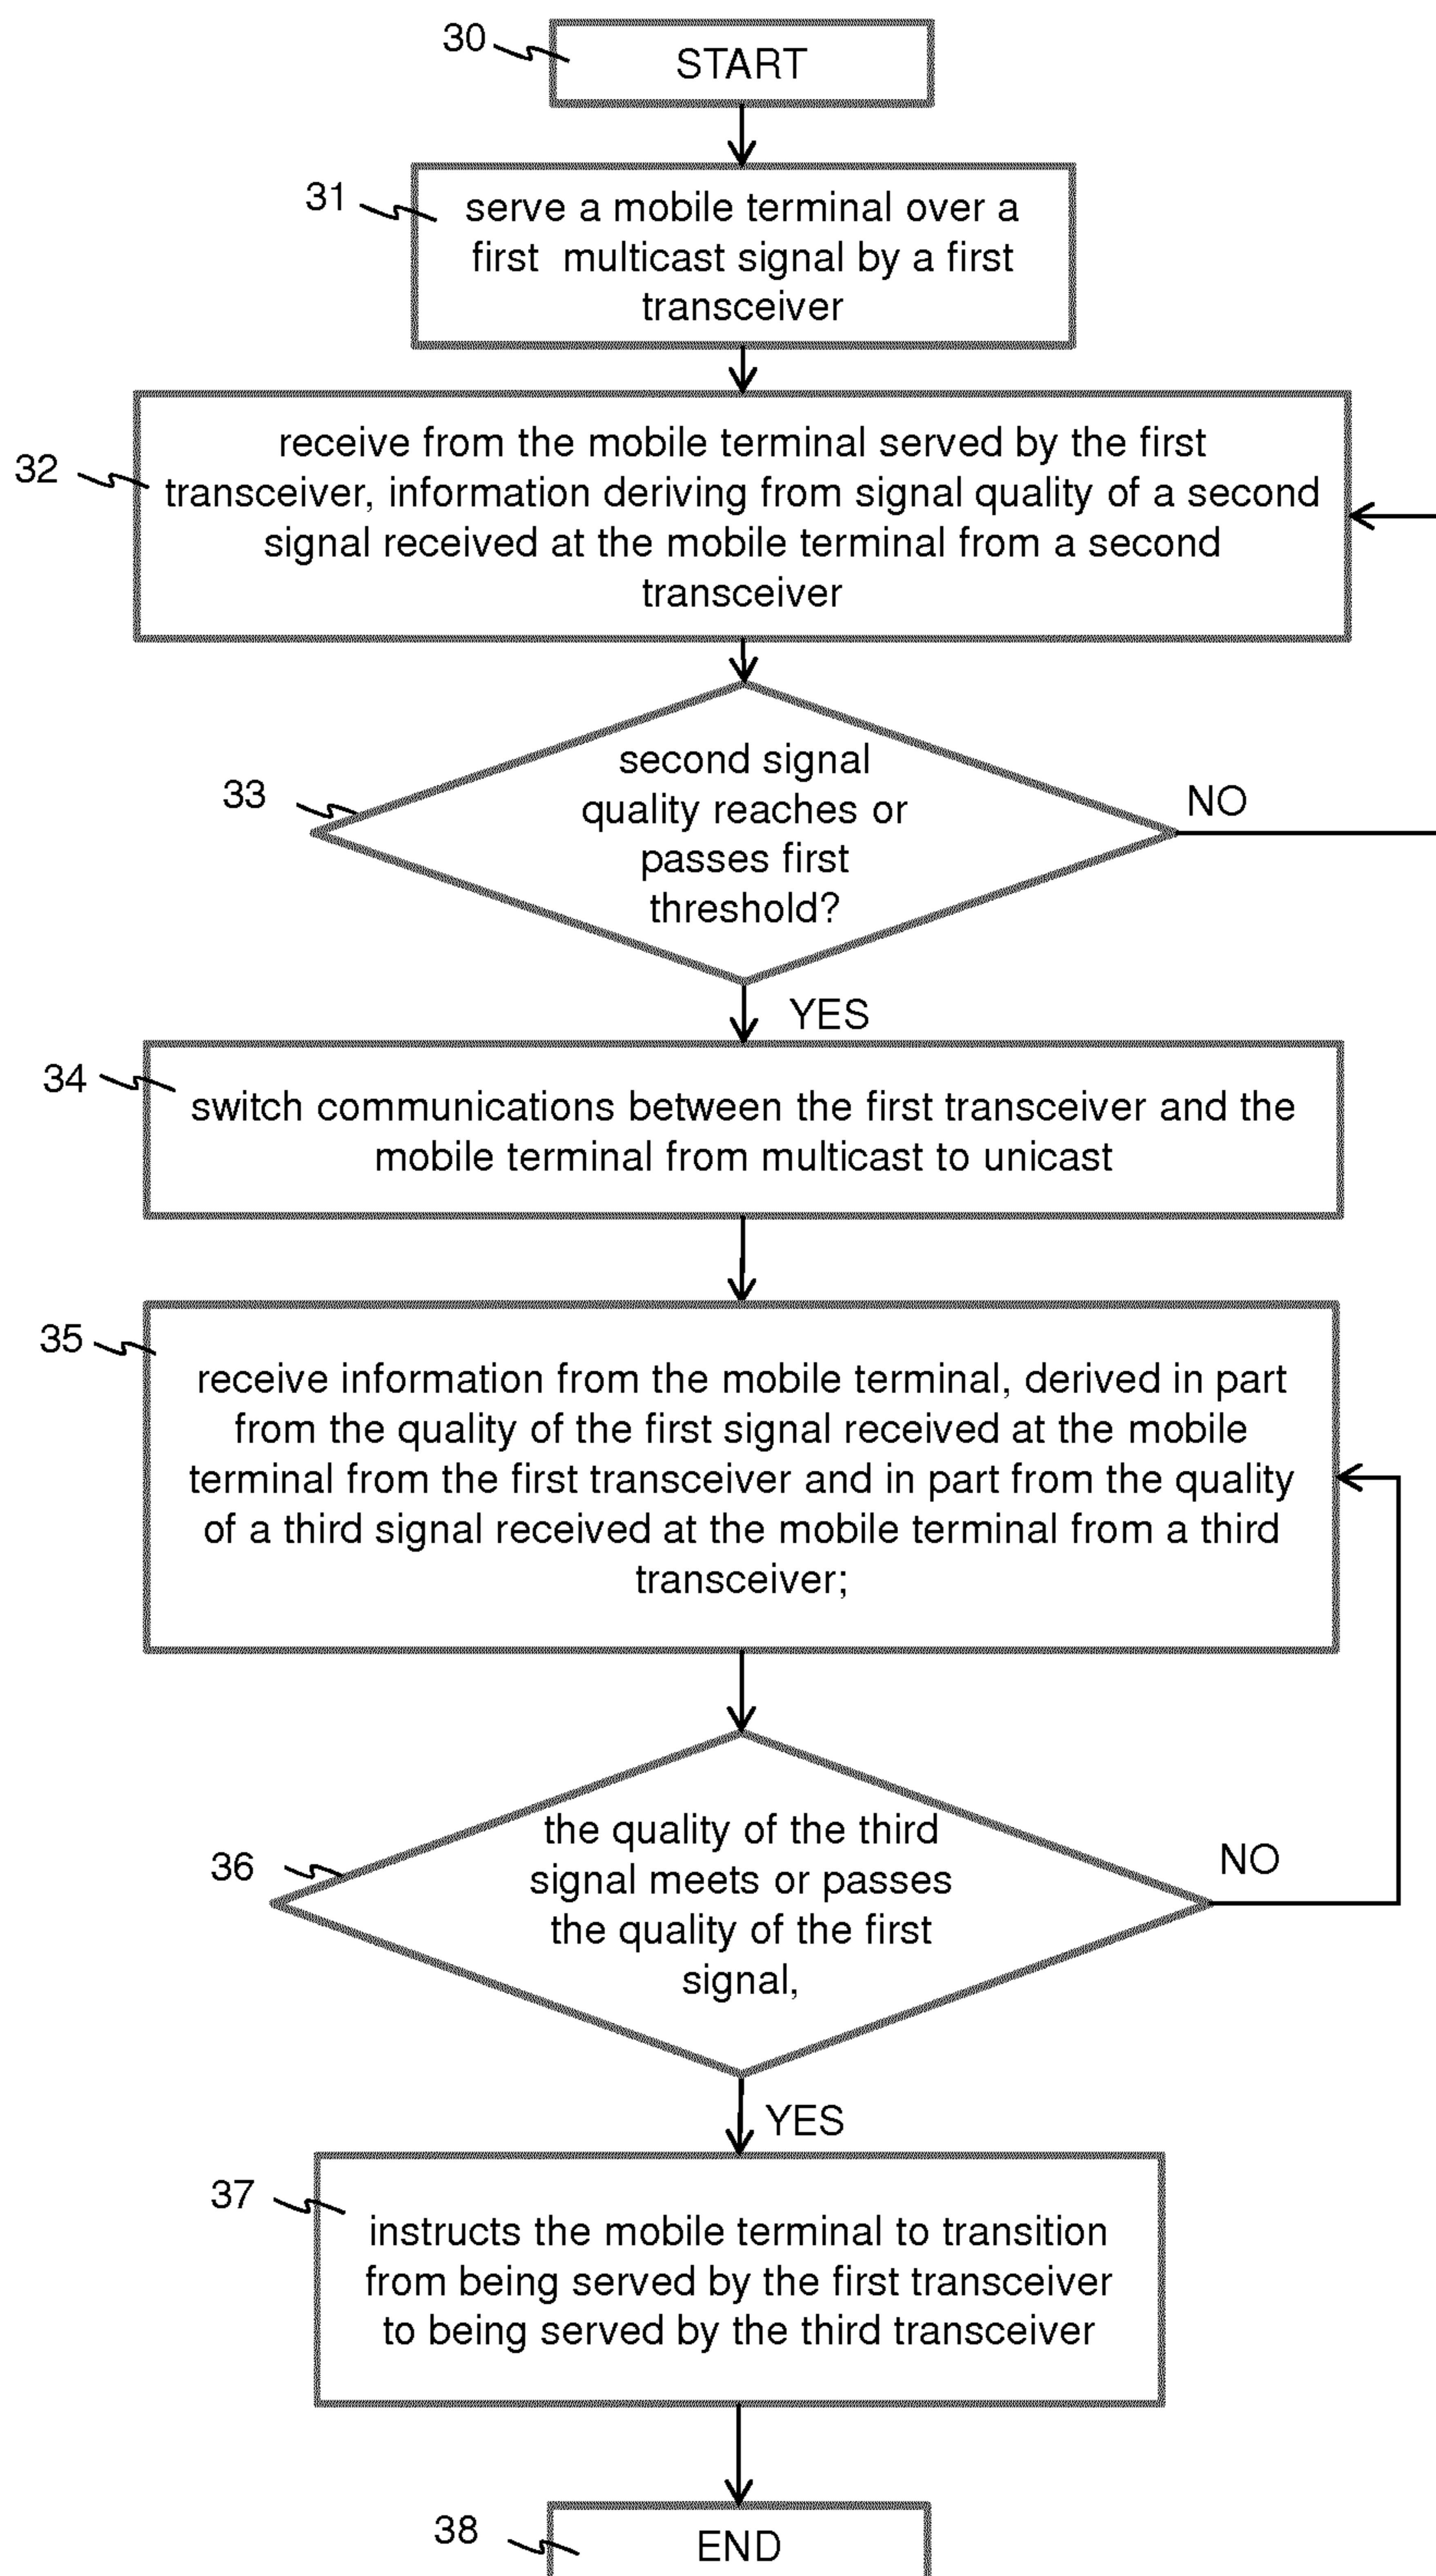 30
START
31
serve a mobile terminal over a
first multicast signal by a first
transceiver
32
receive from the mobile terminal served by the first
transceiver, information deriving from signal quality of a second
signal received at the mobile terminal from a second
transceiver
33
second signal
quality reaches or
passes first
threshold?
NO
YES
34
switch communications between the first transceiver and the
mobile terminal from multicast to unicast
35
receive information from the mobile terminal, derived in part
from the quality of the first signal received at the mobile
terminal from the first transceiver and in part from the quality
of a third signal received at the mobile terminal from a third
transceiver;
36
the quality of the third
signal meets or passes
the quality of the first
signal,
NO
YES
37
instructs the mobile terminal to transition
from being served by the first transceiver
to being served by the third transceiver
38
END